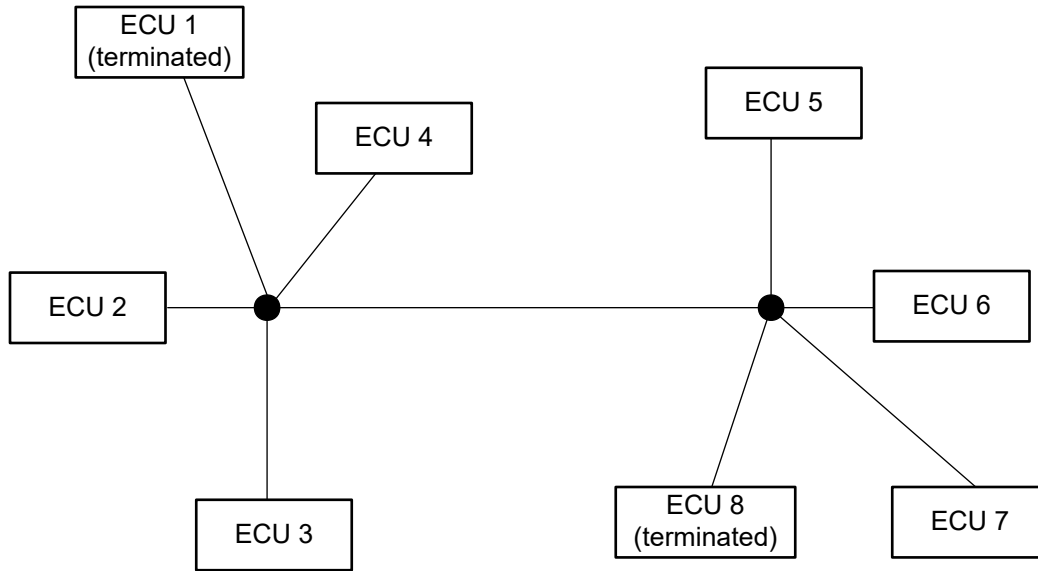 ECU 1
(terminated)
ECU 4
ECU 5
ECU 2
ECU 6
ECU 3
ECU 8
(terminated)
ECU 7